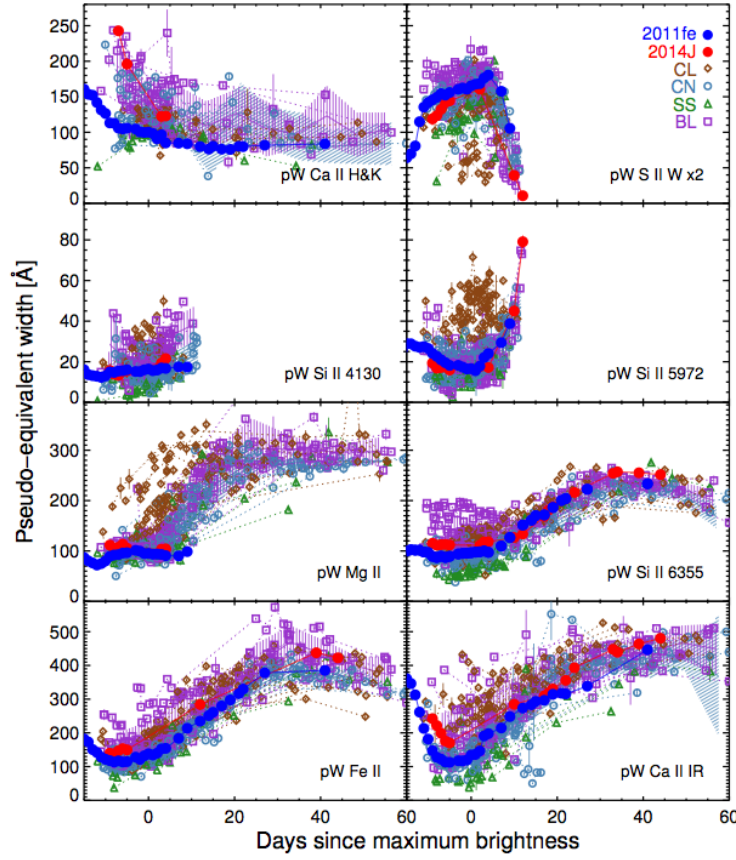 250
200
150
100
50
0
pW Ca II H&K
2011fe
2014J
CL
CN
SS
BL
pW S II W x2
80
60
40
20
0
pW Si II 4130
pW Si II 5972
300
200
100
0
pW Mg II
pW Si II 6355
500
400
300
200
100
0
pW Fe II
pW Ca II IR
0 20 40 60
0 20 40 60
Pseudo-equivalent width [Å]
Days since maximum brightness